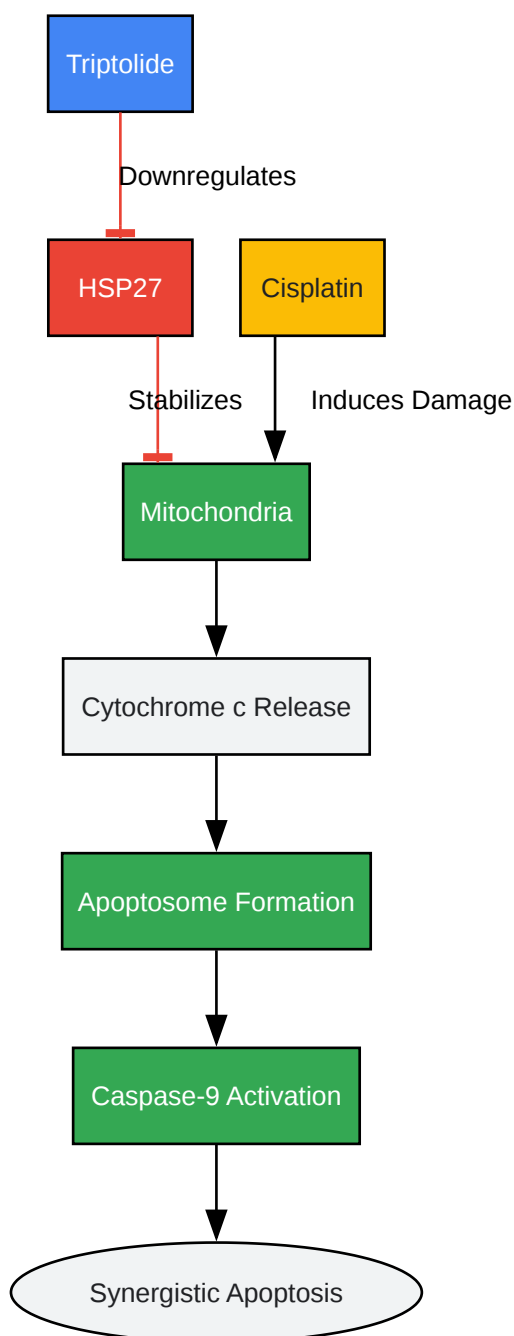 Triptolide
Downregulates
HSP27
Cisplatin
Stabilizes
Induces Damage
Mitochondria
Cytochrome c Release
Apoptosome Formation
Caspase-9 Activation
Synergistic Apoptosis